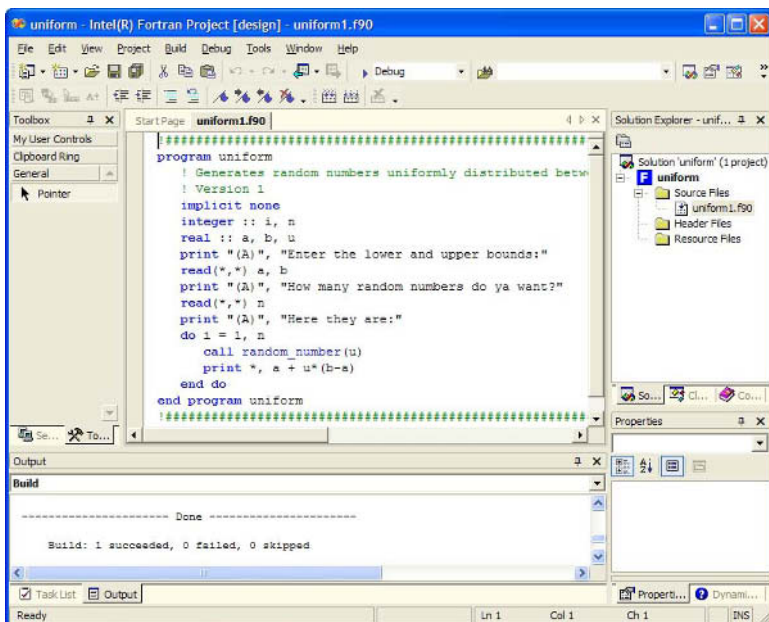 uniform - Intel(R) Fortran Project [design] - uniform1.f90
File Edit View Project Build Debug Tools Window Help
Debug
Toolbox
My User Controls
Clipboard Ring
General
Pointer
Se... To...
Start Page uniform1.f90
!######################################################
program uniform
! Generates random numbers uniformly distributed betwe
! Version 1
implicit none
integer :: i, n
real :: a, b, u
print "(A)", "Enter the lower and upper bounds:"
read(*,*) a, b
print "(A)", "How many random numbers do ya want?"
read(*,*) n
print "(A)", "Here they are:"
do i = 1, n
call random_number(u)
print *, a + u*(b-a)
end do
end program uniform
!######################################################
Solution Explorer - unif...
Solution 'uniform' (1 project)
uniform
Source Files
uniform1.f90
Header Files
Resource Files
So... Cl... Co...
Properties
Properti... Dynami...
Output
Build
---------------------- Done ----------------------
Build: 1 succeeded, 0 failed, 0 skipped
Task List Output
Ready Ln 1 Col 1 Ch 1 INS